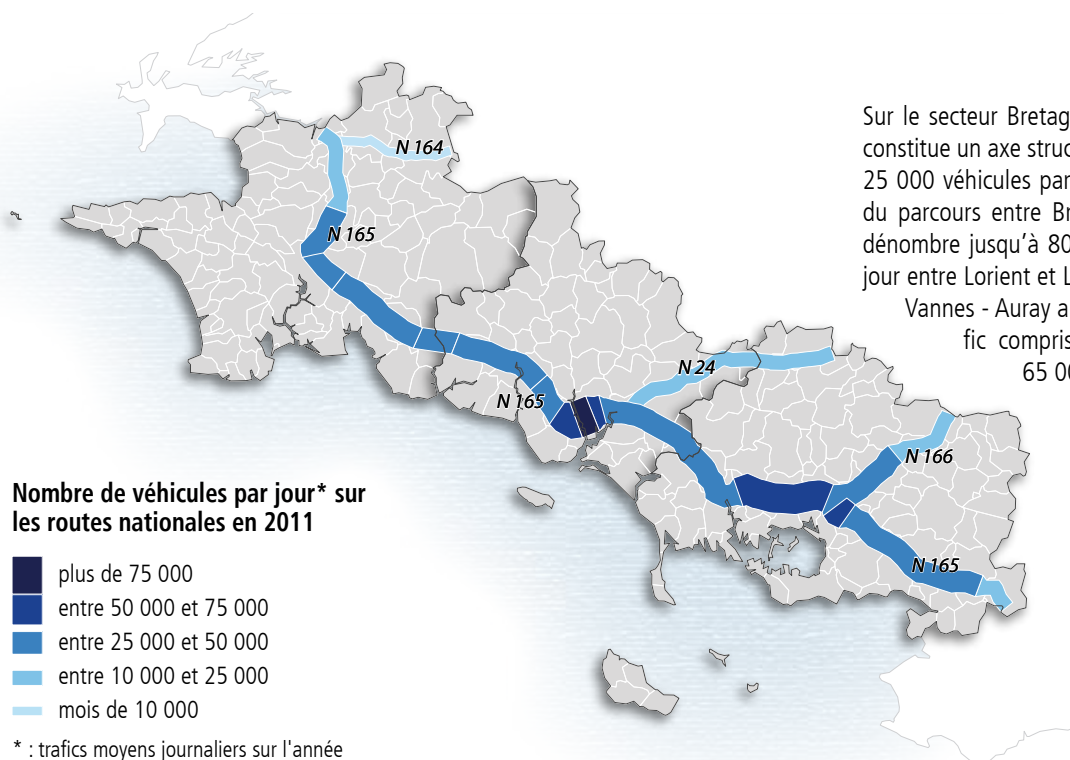 Sur le secteur Bretag
constitue un axe struc
25 000 véhicules par
du parcours entre Br
dénombre jusqu'à 80
jour entre Lorient et L
Vannes - Auray a
fic compris
65 00
N 164
N 165
N 24
N 165
N 166
N 165
Nombre de véhicules par jour* sur
les routes nationales en 2011
plus de 75 000
entre 50 000 et 75 000
entre 25 000 et 50 000
entre 10 000 et 25 000
mois de 10 000
* : trafics moyens journaliers sur l'année